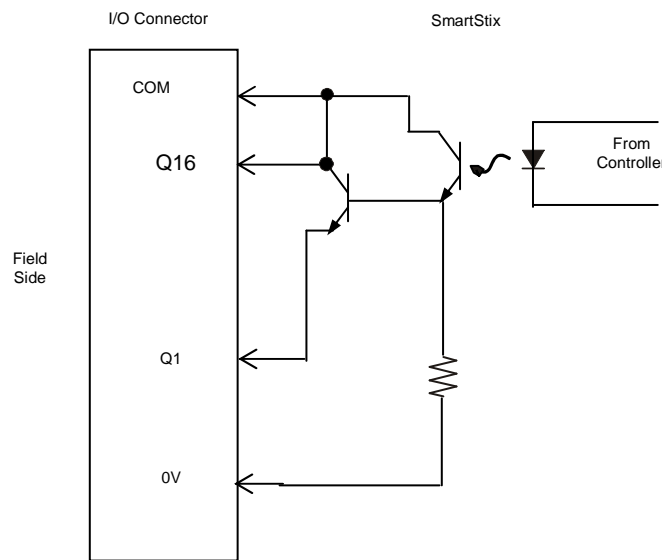 I/O Connector
SmartStix
COM
Q16
From
Controller
Field
Side
Q1
0V